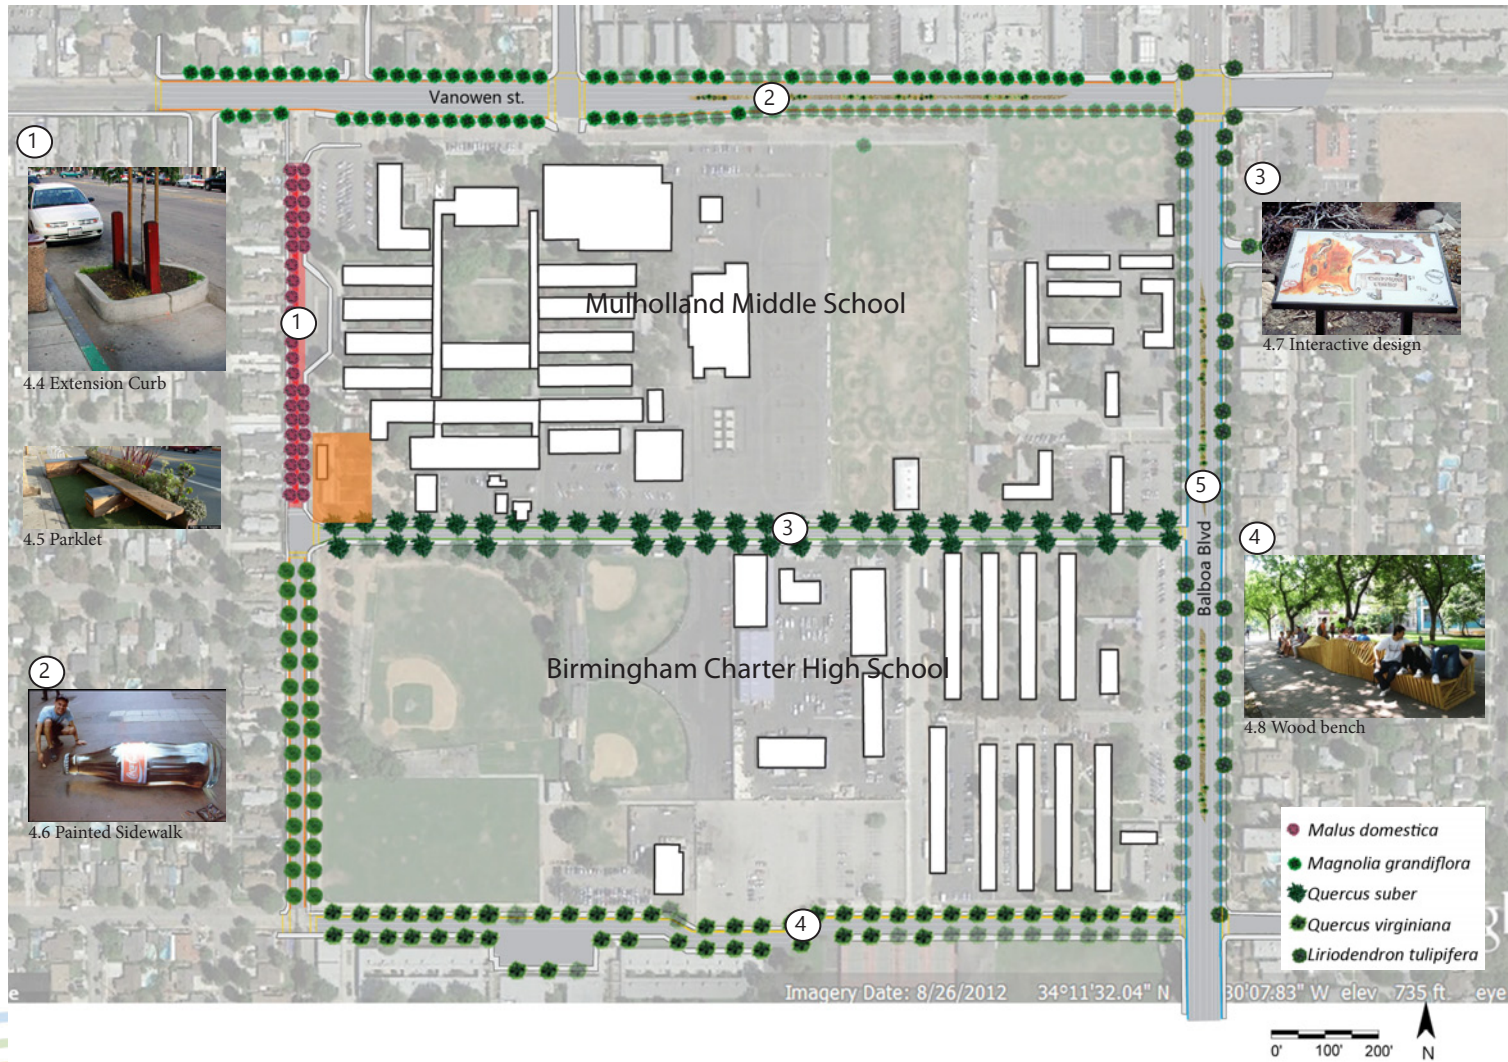 Vanowen st.
2
1
4.4 Extension Curb
3
4.7 Interactive design
Mulholland Middle School
1
4.5 Parklet
5
3
Balboa Blvd
4
4.8 Wood bench
Birmingham Charter High School
2
4.6 Painted Sidewalk
4
Malus domestica
Magnolia grandiflora
Quercus suber
Quercus virginiana
Liriodendron tulipifera
Imagery Date: 8/26/2012 34°11'32.04" N 30'07.83" W elev 735 ft eye
0' 100' 200'
N